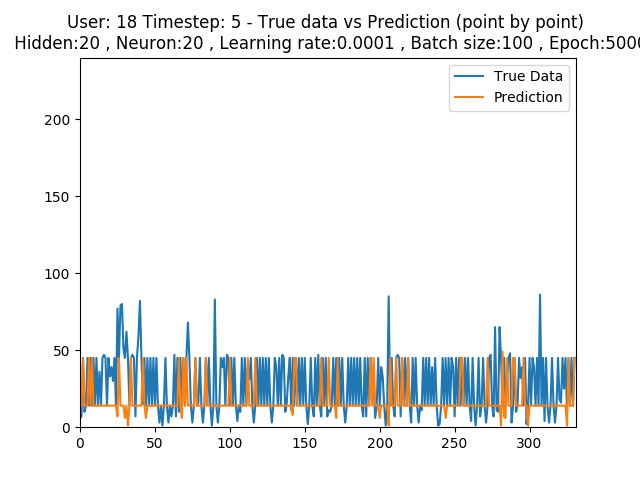 User: 18 Timestep: 5 - True data vs Prediction (point by point)
Hidden:20 , Neuron:20 , Learning rate:0.0001 , Batch size:100 , Epoch:5000
True Data
Prediction
200
150
100
50
0
0 50 100 150 200 250 300